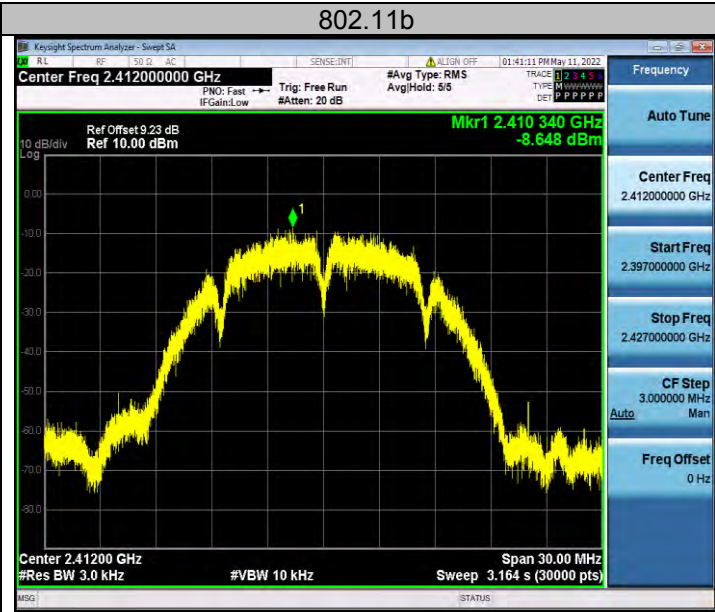 802.11b
Keysight Spectrum Analyzer - Swept SA
RL RF 50 Ω AC SENSE:INT ALIGN OFF 01:41:11 PM May 11, 2022
Center Freq 2.412000000 GHz
PNO: Fast
IFGain:Low
Trig: Free Run
#Atten: 20 dB
#Avg Type: RMS
Avg|Hold: 5/5
TRACE 1 2 3 4 5
TYPE M
DET P P P P P P
Frequency
Auto Tune
Center Freq
2.412000000 GHz
Start Freq
2.397000000 GHz
Stop Freq
2.427000000 GHz
CF Step
3.000000 MHz
Auto Man
Freq Offset
0 Hz
Mkr1 2.410 340 GHz
-8.648 dBm
Ref Offset 9.23 dB
10 dB/div Ref 10.00 dBm
Log
1
0.00
-10.0
-20.0
-30.0
-40.0
-50.0
-60.0
-70.0
-80.0
Center 2.41200 GHz Span 30.00 MHz
#Res BW 3.0 kHz #VBW 10 kHz Sweep 3.164 s (30000 pts)
MSG STATUS